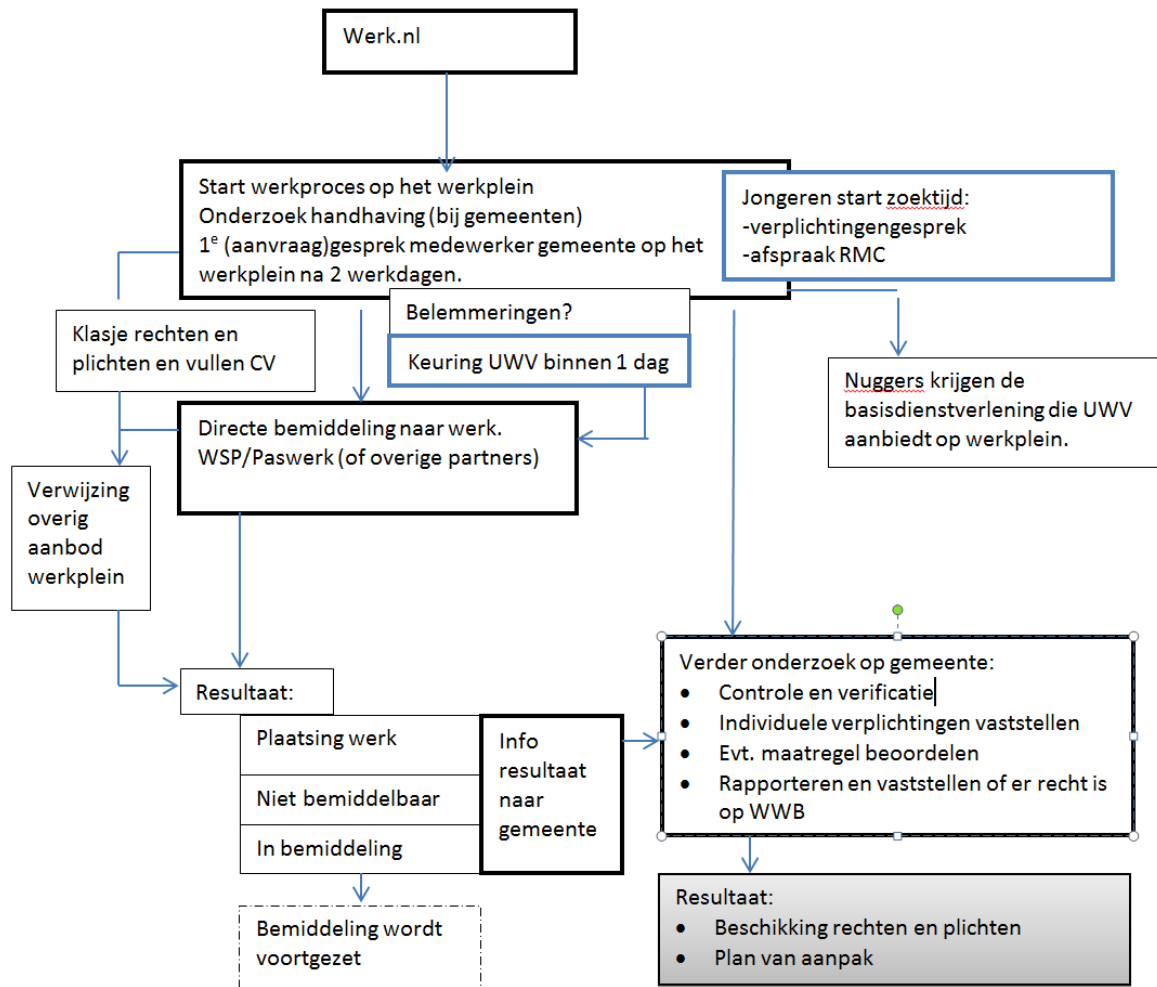 Werk.nl
Start werkproces op het werkplein
Onderzoek handhaving (bij gemeenten)
1e (aanvraag)gesprek medewerker gemeente op het
werkplein na 2 werkdagen.
Jongeren start zoektijd:
-verplichtingengesprek
-afspraak RMC
Belemmeringen?
Keuring UWV binnen 1 dag
Klasje rechten en
plichten en vullen CV
Nuggers krijgen de
basisdienstverlening die UWV
aanbiedt op werkplein.
Directe bemiddeling naar werk.
WSP/Paswerk (of overige partners)
Verwijzing
overig
aanbod
werkplein
Resultaat:
Plaatsing werk
Niet bemiddelbaar
In bemiddeling
Info
resultaat
naar
gemeente
Verder onderzoek op gemeente:
• Controle en verificatie
• Individuele verplichtingen vaststellen
• Evt. maatregel beoordelen
• Rapporteren en vaststellen of er recht is
op WWB
Bemiddeling wordt
voortgezet
Resultaat:
• Beschikking rechten en plichten
• Plan van aanpak